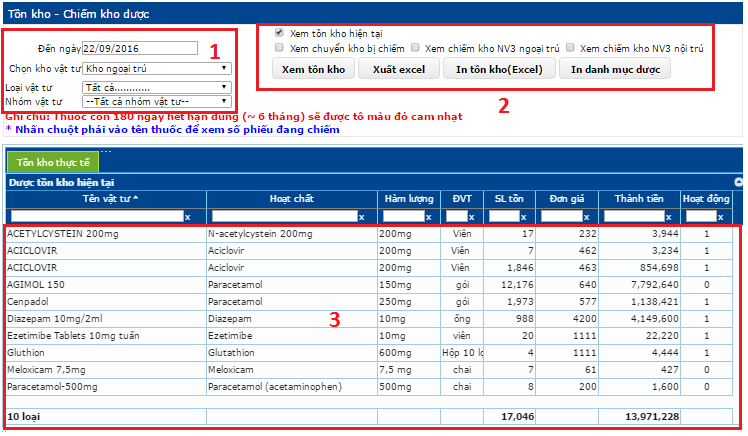 Tồn kho - Chiếm kho dược
Đến ngày 22/09/2016
1
Chọn kho vật tư Kho ngoại trú
Loại vật tư Tất cả............
Nhóm vật tư --Tất cả nhóm vật tư--
Xem tồn kho hiện tại
Xem chuyển kho bị chiếm Xem chiếm kho NV3 ngoại trú Xem chiếm kho NV3 nội trú
Xem tồn kho Xuất excel In tồn kho(Excel) In danh mục dược
2
Ghi chú: Thuốc còn 180 ngày hết hạn dùng (~ 6 tháng) sẽ được tô màu đỏ cam nhạt
* Nhấn chuột phải vào tên thuốc để xem số phiếu đang chiếm
Tồn kho thực tế ...
Dược tồn kho hiện tại
Tên vật tư Hoạt chất Hàm lượng ĐVT SL tồn Đơn giá Thành tiền Hoạt động
x x x x x x x x
ACETYLCYSTEIN 200mg N-acetylcystein 200mg 200mg Viên 17 232 3,944 1
ACICLOVIR Aciclovir 200mg Viên 7 462 3,234 1
ACICLOVIR Aciclovir 200mg Viên 1,846 463 854,698 1
AGIMOL 150 Paracetamol 150mg gói 12,176 640 7,792,640 0
Cenpadol Paracetamol 250mg gói 1,973 577 1,138,421 1
Diazepam 10mg/2ml Diazepam 10mg ống 988 4200 4,149,600 1
3
Ezetimibe Tablets 10mg tuấn Ezetimibe 10mg viên 20 1111 22,220 1
Gluthion Glutathion 600mg Hộp 10 lọ 4 1111 4,444 1
Meloxicam 7,5mg Meloxicam 7,5 mg chai 7 61 427 0
Paracetamol-500mg Paracetamol (acetaminophen) 500mg chai 8 200 1,600 0
10 loại 17,046 13,971,228